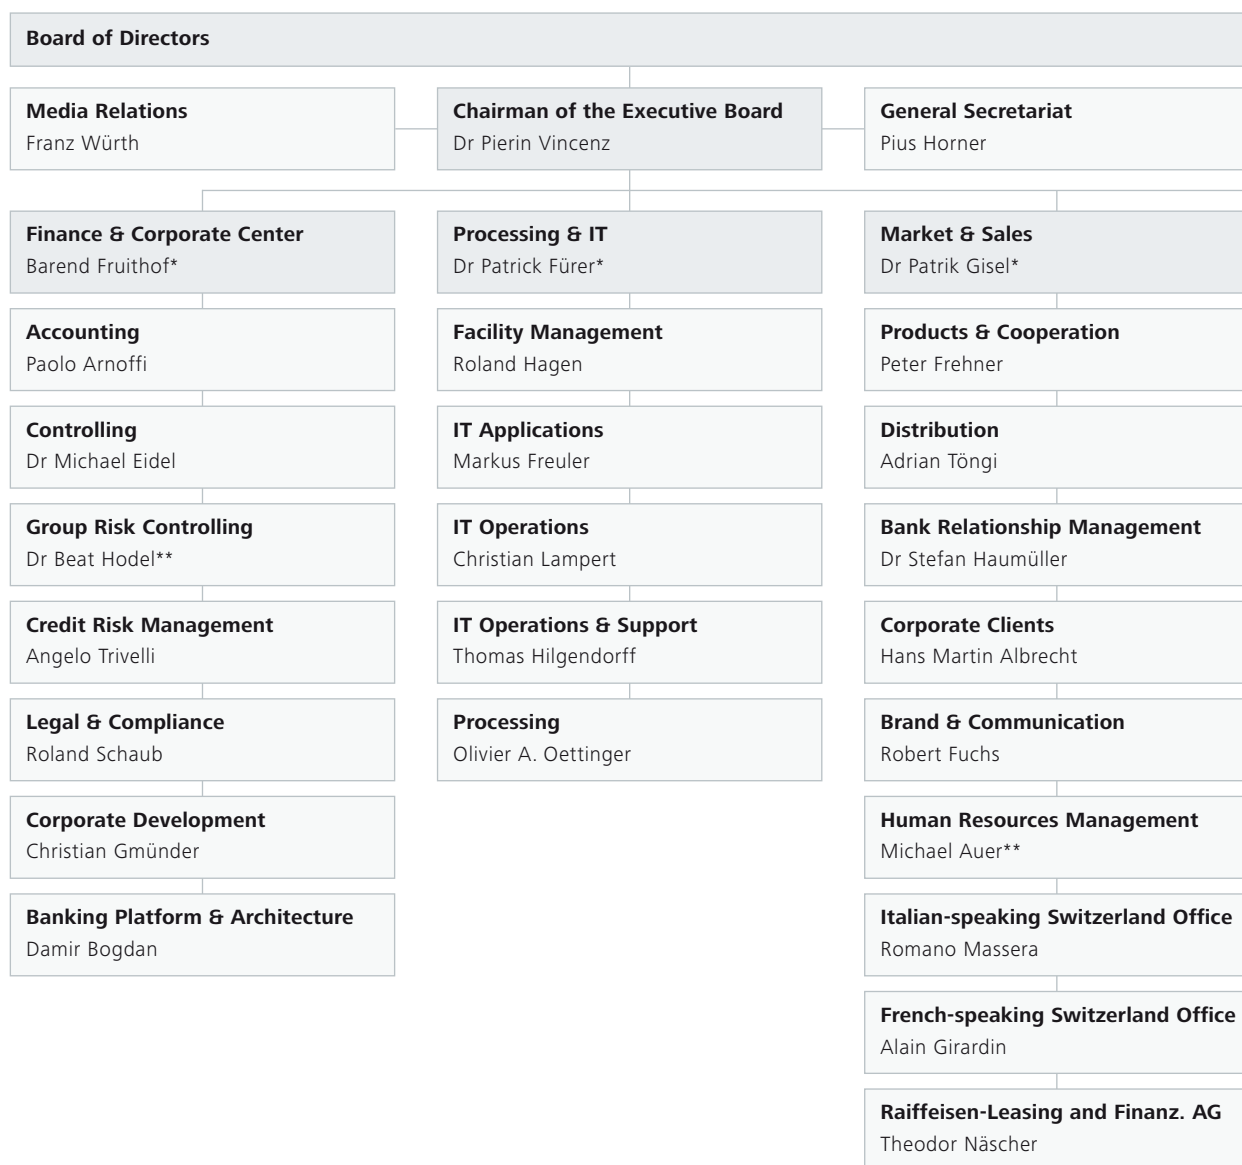 Board of Directors
Media Relations
Franz Würth
Chairman of the Executive Board
Dr Pierin Vincenz
General Secretariat
Pius Horner
Finance & Corporate Center
Barend Fruithof*
Accounting
Paolo Arnoffi
Controlling
Dr Michael Eidel
Group Risk Controlling
Dr Beat Hodel**
Credit Risk Management
Angelo Trivelli
Legal & Compliance
Roland Schaub
Corporate Development
Christian Gmünder
Banking Platform & Architecture
Damir Bogdan
Processing & IT
Dr Patrick Fürer*
Facility Management
Roland Hagen
IT Applications
Markus Freuler
IT Operations
Christian Lampert
IT Operations & Support
Thomas Hilgendorff
Processing
Olivier A. Oettinger
Market & Sales
Dr Patrik Gisel*
Products & Cooperation
Peter Frehner
Distribution
Adrian Töngi
Bank Relationship Management
Dr Stefan Haumüller
Corporate Clients
Hans Martin Albrecht
Brand & Communication
Robert Fuchs
Human Resources Management
Michael Auer**
Italian-speaking Switzerland Office
Romano Massera
French-speaking Switzerland Office
Alain Girardin
Raiffeisen-Leasing and Finanz. AG
Theodor Näscher